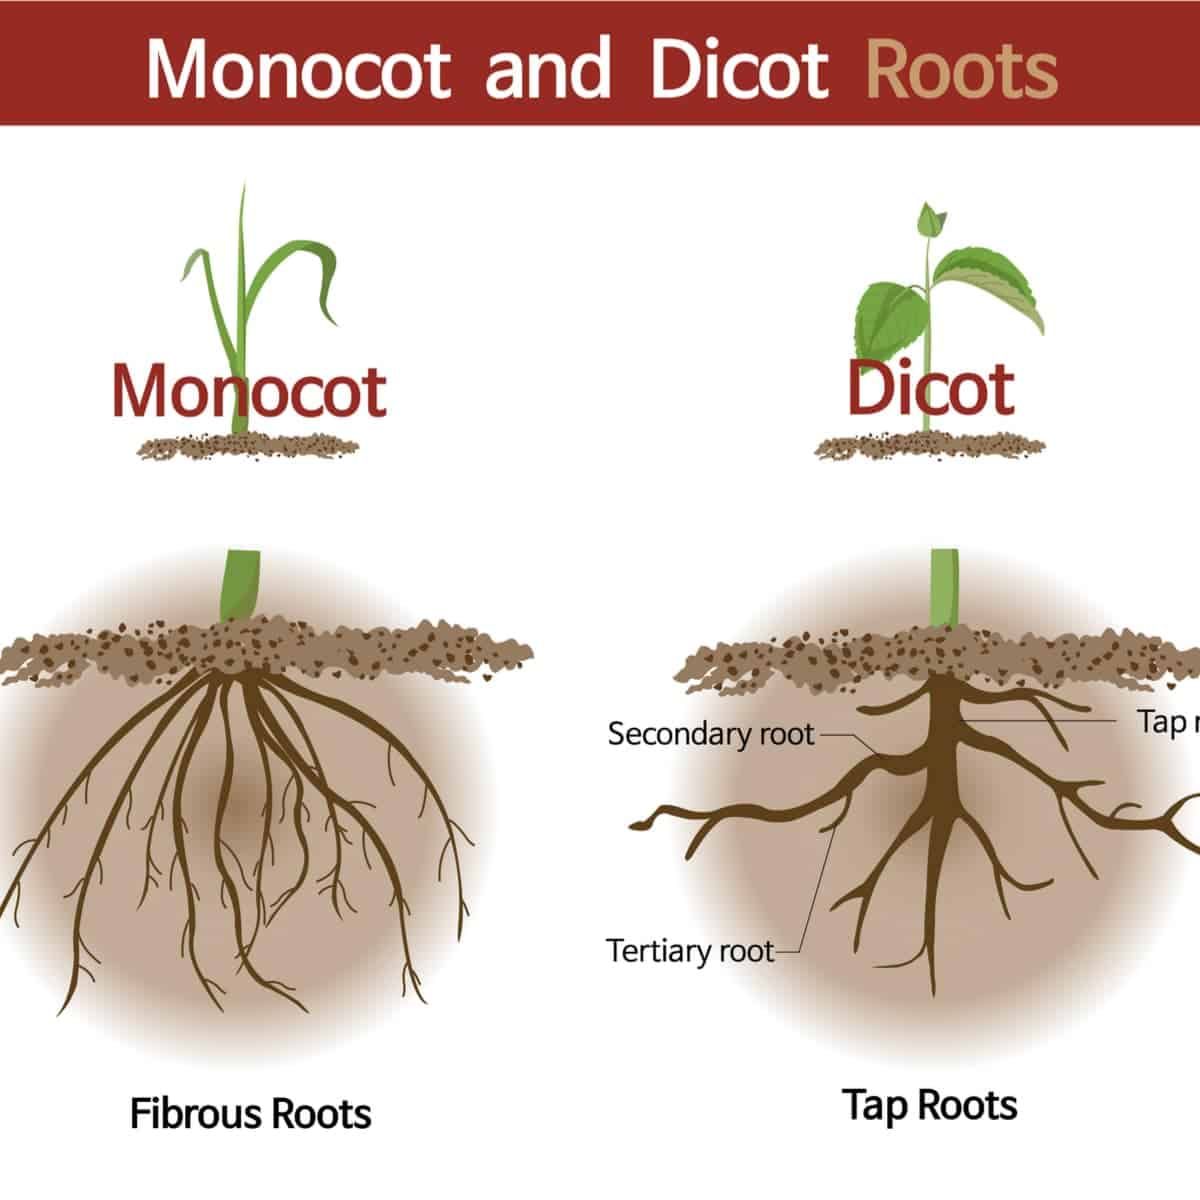 Monocot and Dicot Roots
Monocot
Dicot
Secondary root
Tap
Tertiary root
Fibrous Roots
Tap Roots